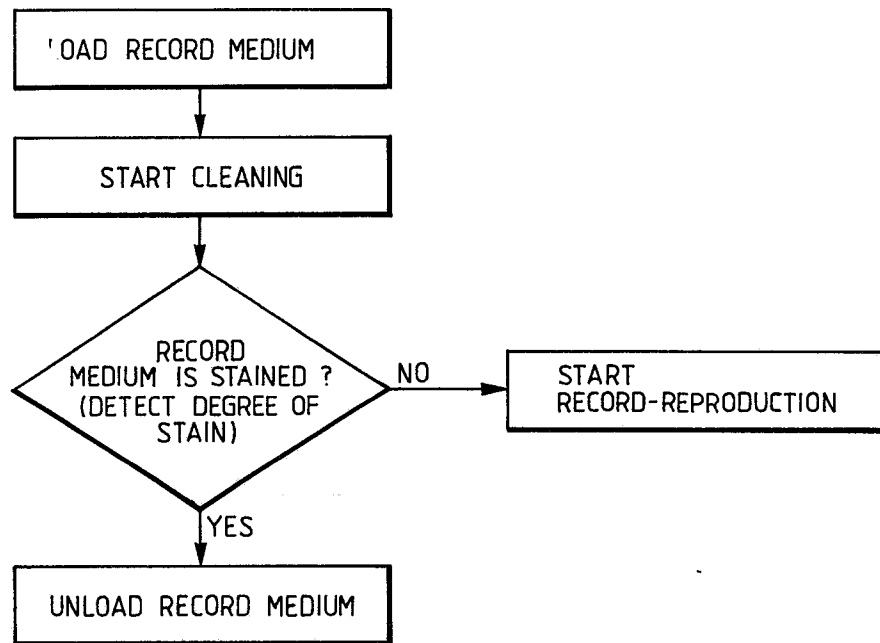 LOAD RECORD MEDIUM
START CLEANING
RECORD
MEDIUM IS STAINED ?
(DETECT DEGREE OF
STAIN)
NO
START
RECORD-REPRODUCTION
YES
UNLOAD RECORD MEDIUM